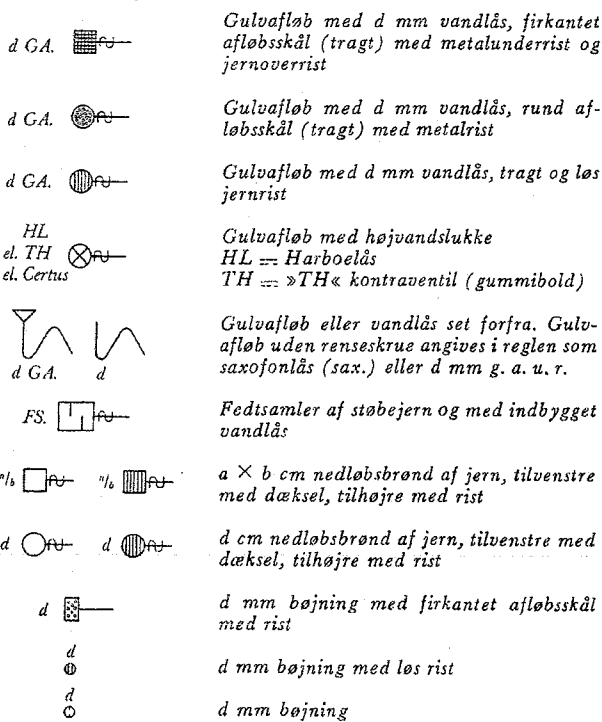 Gulvafløb med d mm vandlås, firkantet
d GA. afløbsskål (tragt) med metalunderrist og
jernoverrist
d GA. Gulvafløb med d mm vandlås, rund af-
løbsskål (tragt) med metalrist
d GA. Gulvafløb med d mm vandlås, tragt og løs
jernrist
HL
el. TH
el. Certus
Gulvafløb med højvandslukke
HL = Harboelås
TH = »TH« kontraventil (gummibold)
d GA. d
Gulvafløb eller vandlås set forfra. Gulv-
afløb uden renseskrue angives i reglen som
saxofonlås (sax.) eller d mm g. a. u. r.
FS. Fedtsamler af støbejern og med indbygget
vandlås
a × b cm nedløbsbrønd af jern, tilvenstre
med dæksel, tilhøjre med rist
d d d cm nedløbsbrønd af jern, tilvenstre med
dæksel, tilhøjre med rist
d d mm bøjning med firkantet afløbsskål
med rist
d
d mm bøjning med løs rist
d
d mm bøjning